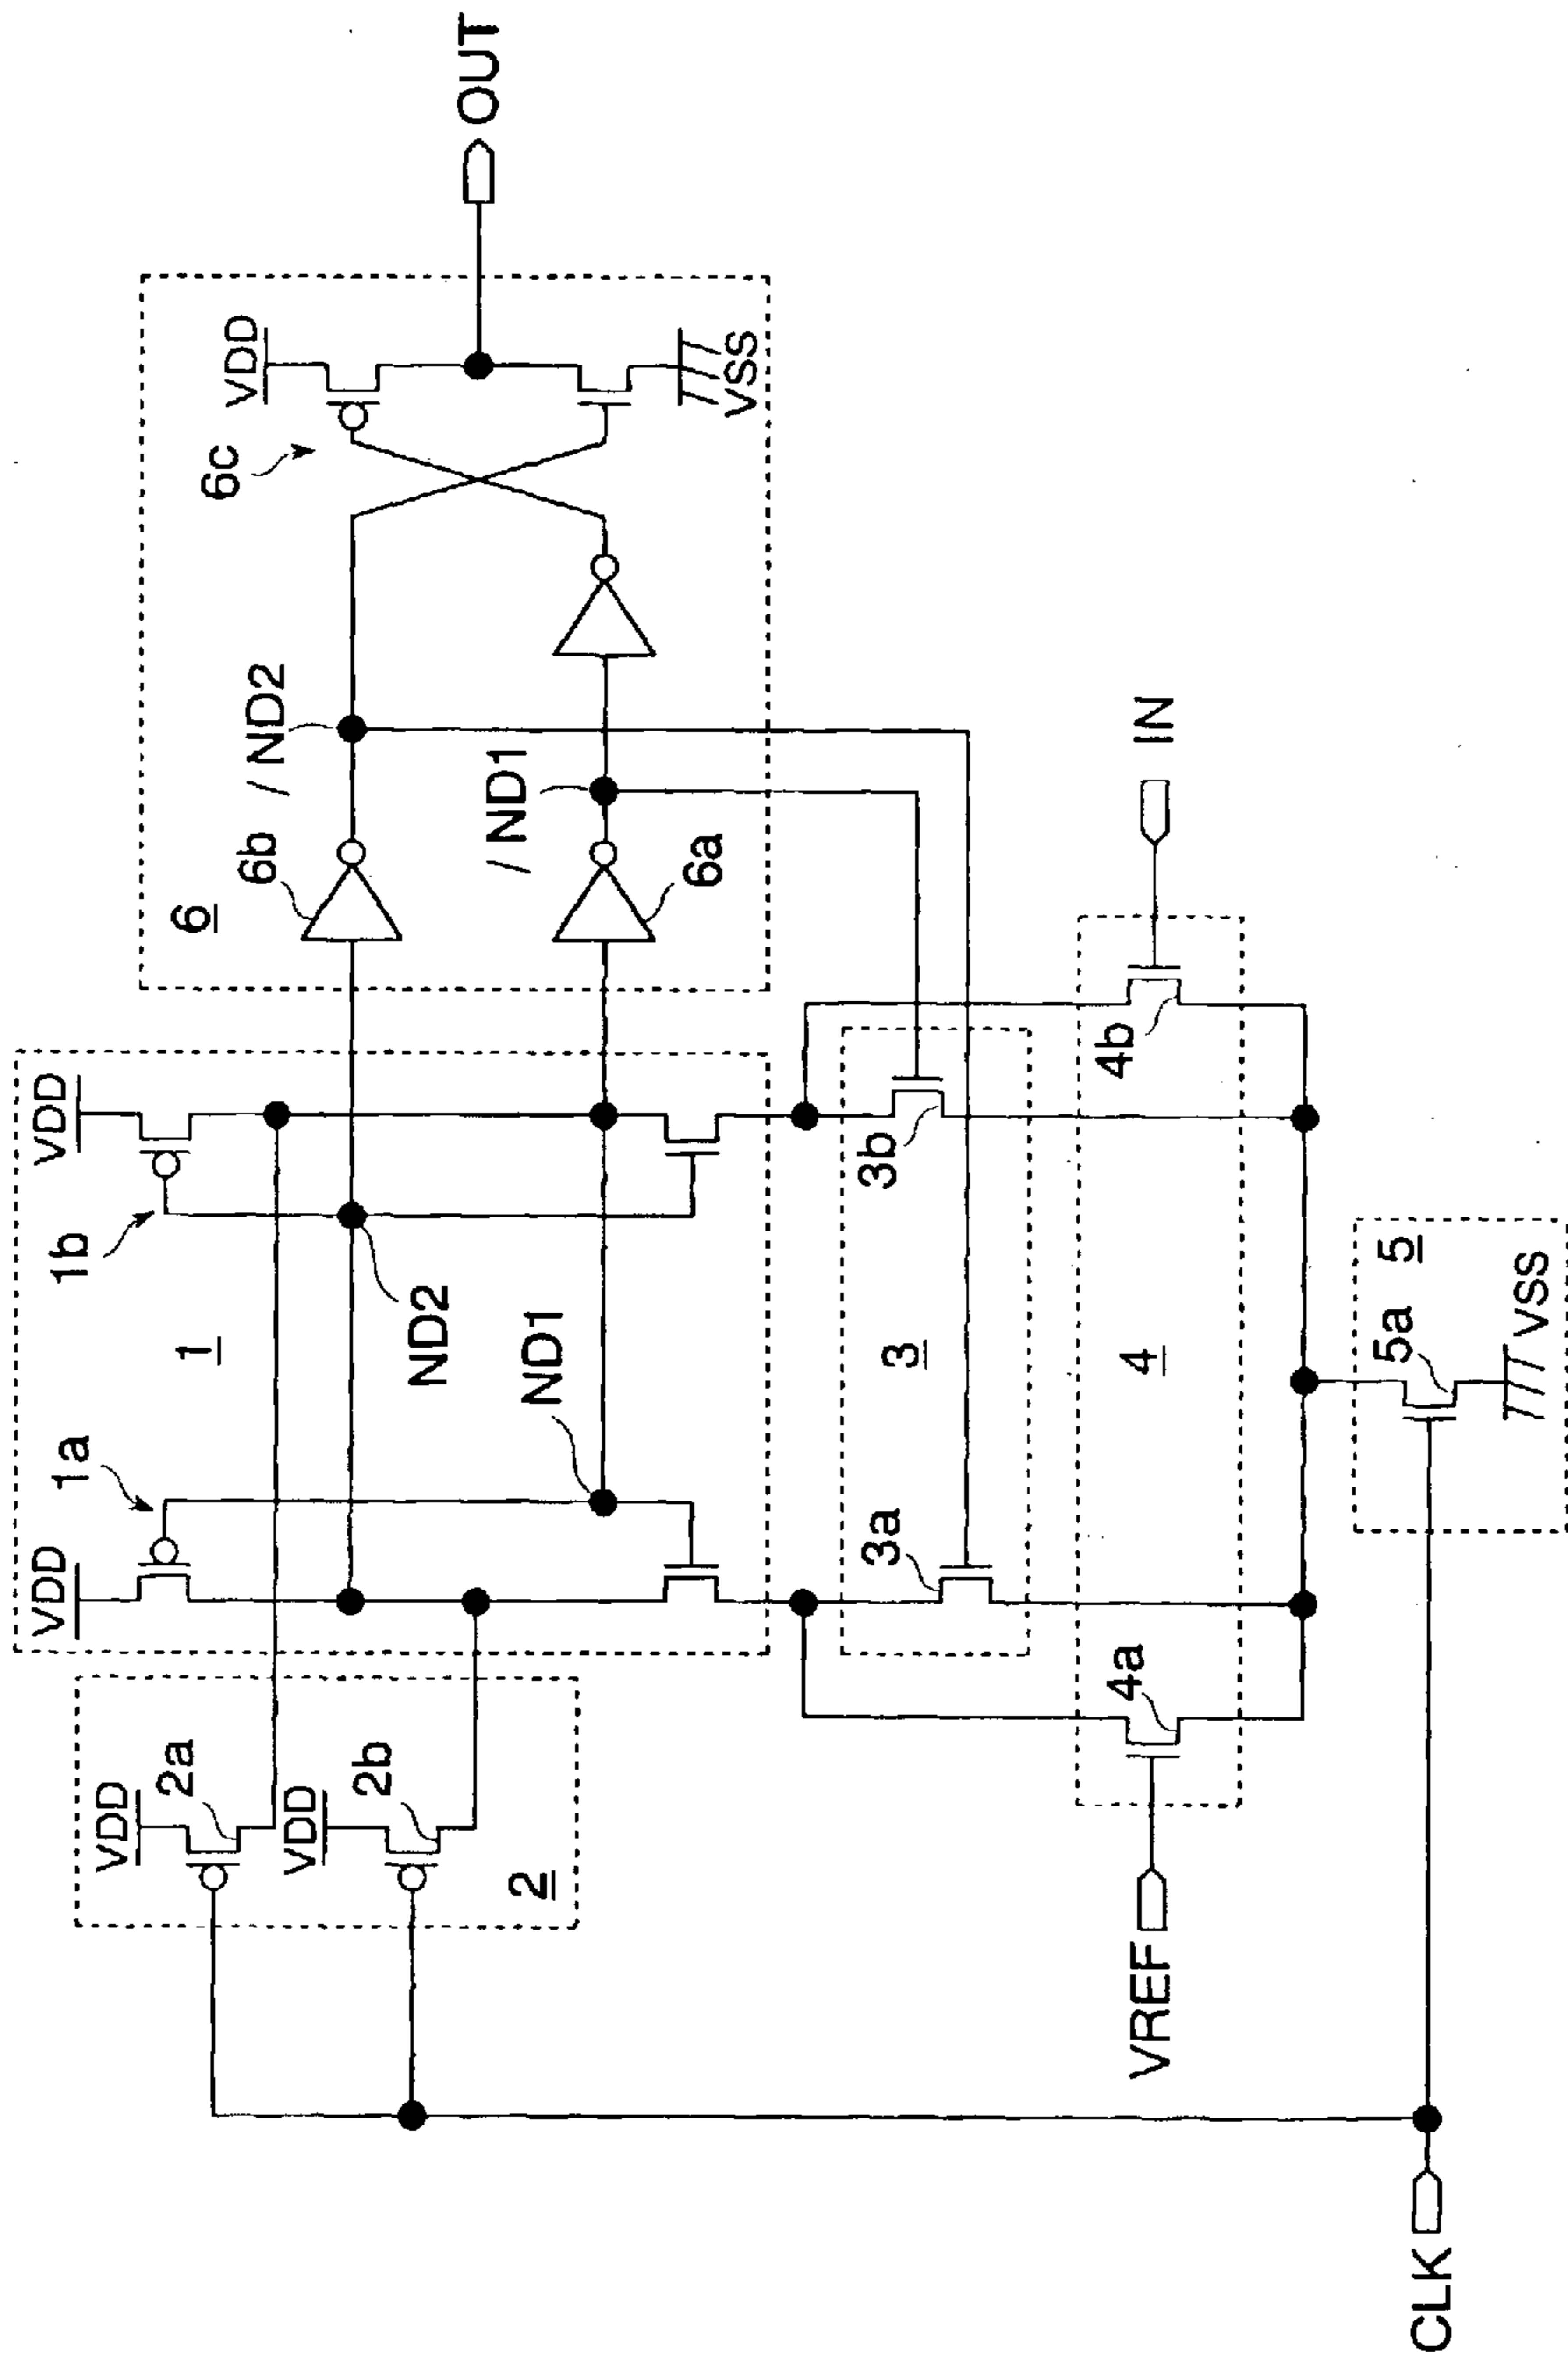 VDD
2a
VDD
2b
2
VDD
1a
1
1b
VDD
ND2
ND1
6
6b
/ ND2
/ ND1
6a
6c
VDD
VSS
OUT
3a
3
3b
VREF
4a
4
4b
IN
CLK
5a
5
VSS